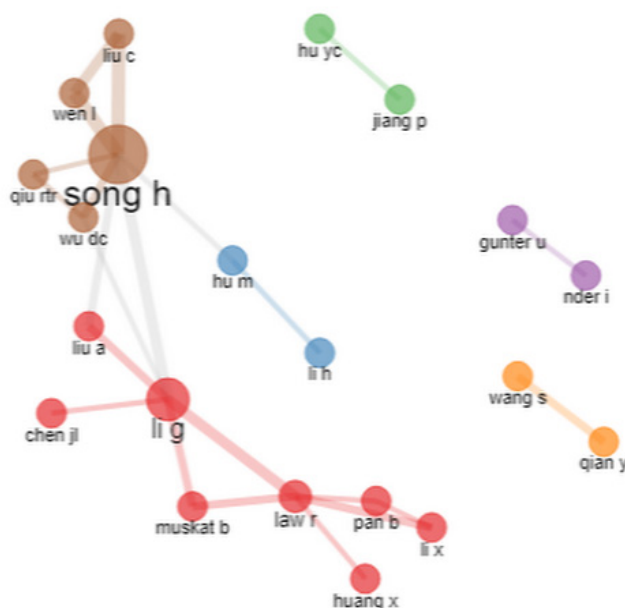 liu c
hu yc
wen l
jiang p
qiu rtr
song h
wu dc
gunter u
hu m
nder i
liu a
li h
wang s
chen jl
li g
qian y
muskat b
law r
pan b
li x
huang x